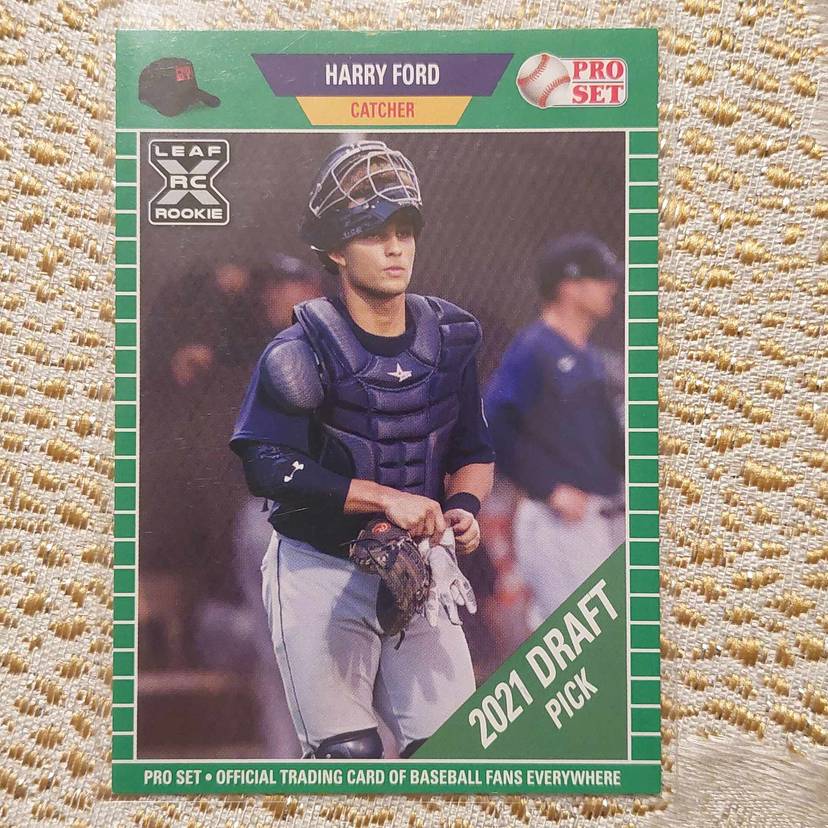 HARRY FORD
CATCHER
PRO
SET
LEAF
RC
ROOKIE
2021 DRAFT
PICK
PRO SET • OFFICIAL TRADING CARD OF BASEBALL FANS EVERYWHERE